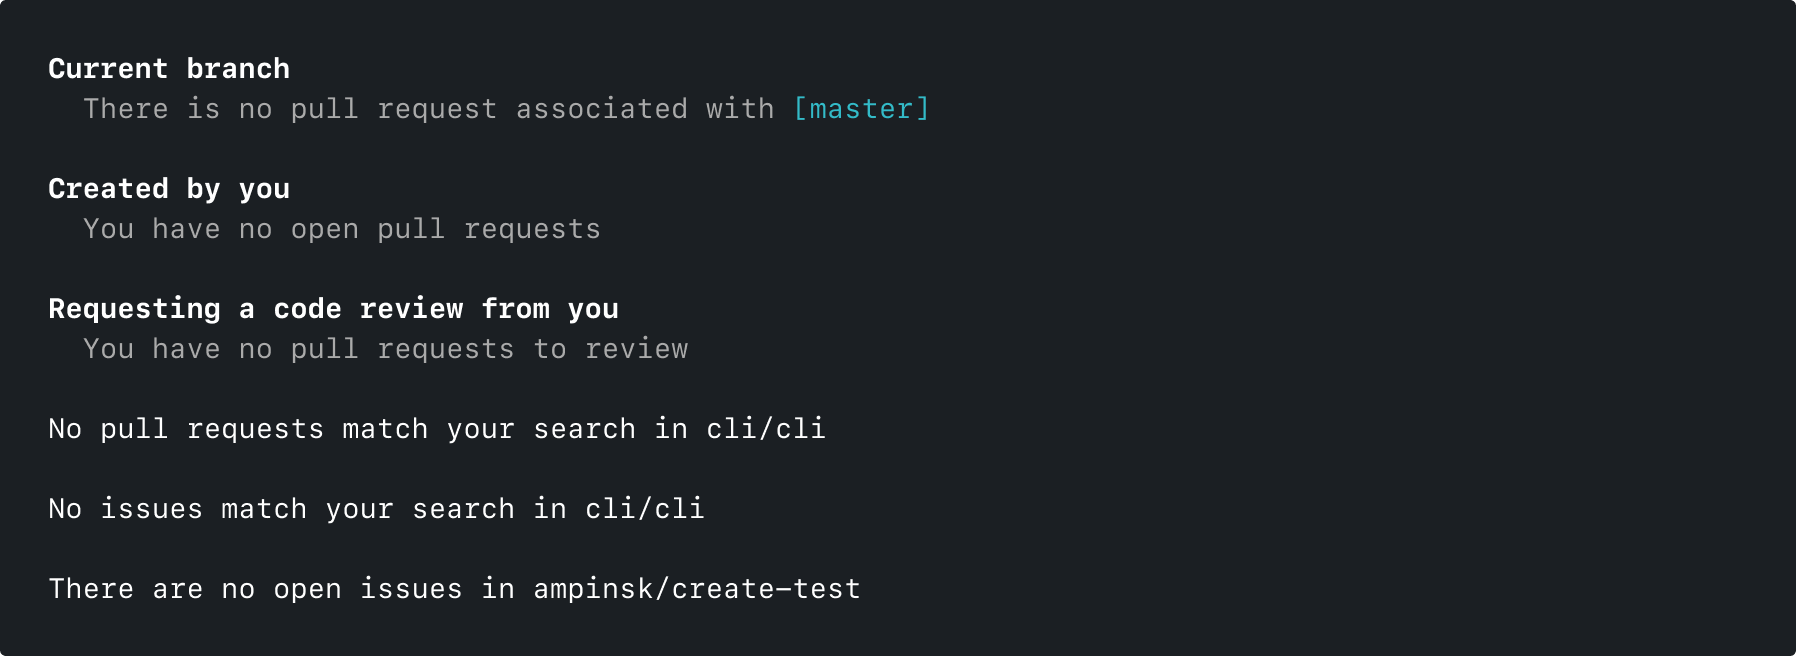 Current branch
There is no pull request associated with [master]
Created by you
You have no open pull requests
Requesting a code review from you
You have no pull requests to review
No pull requests match your search in cli/cli
No issues match your search in cli/cli
There are no open issues in ampinsk/create-test